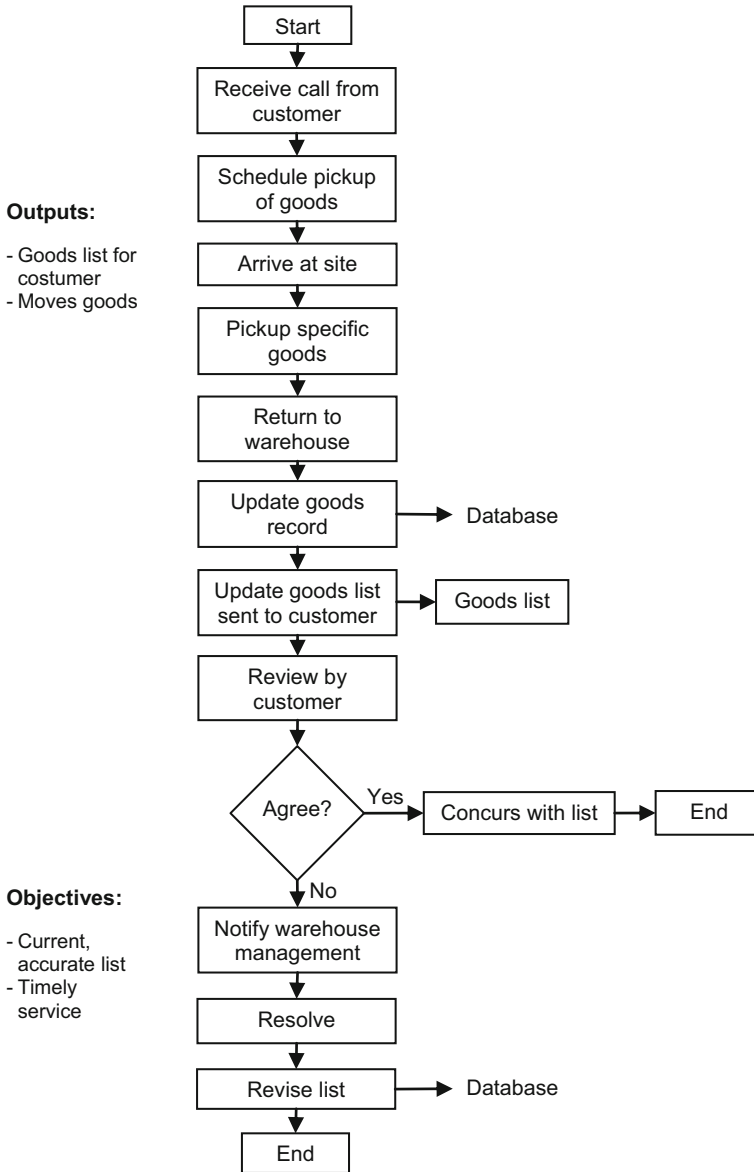 Start
Receive call from
customer
Schedule pickup
of goods
Outputs:
- Goods list for
costumer
- Moves goods
Arrive at site
Pickup specific
goods
Return to
warehouse
Update goods
record
Database
Update goods list
sent to customer
Goods list
Review by
customer
Agree?
Yes
Concurs with list
End
No
Objectives:
- Current,
accurate list
- Timely
service
Notify warehouse
management
Resolve
Revise list
Database
End